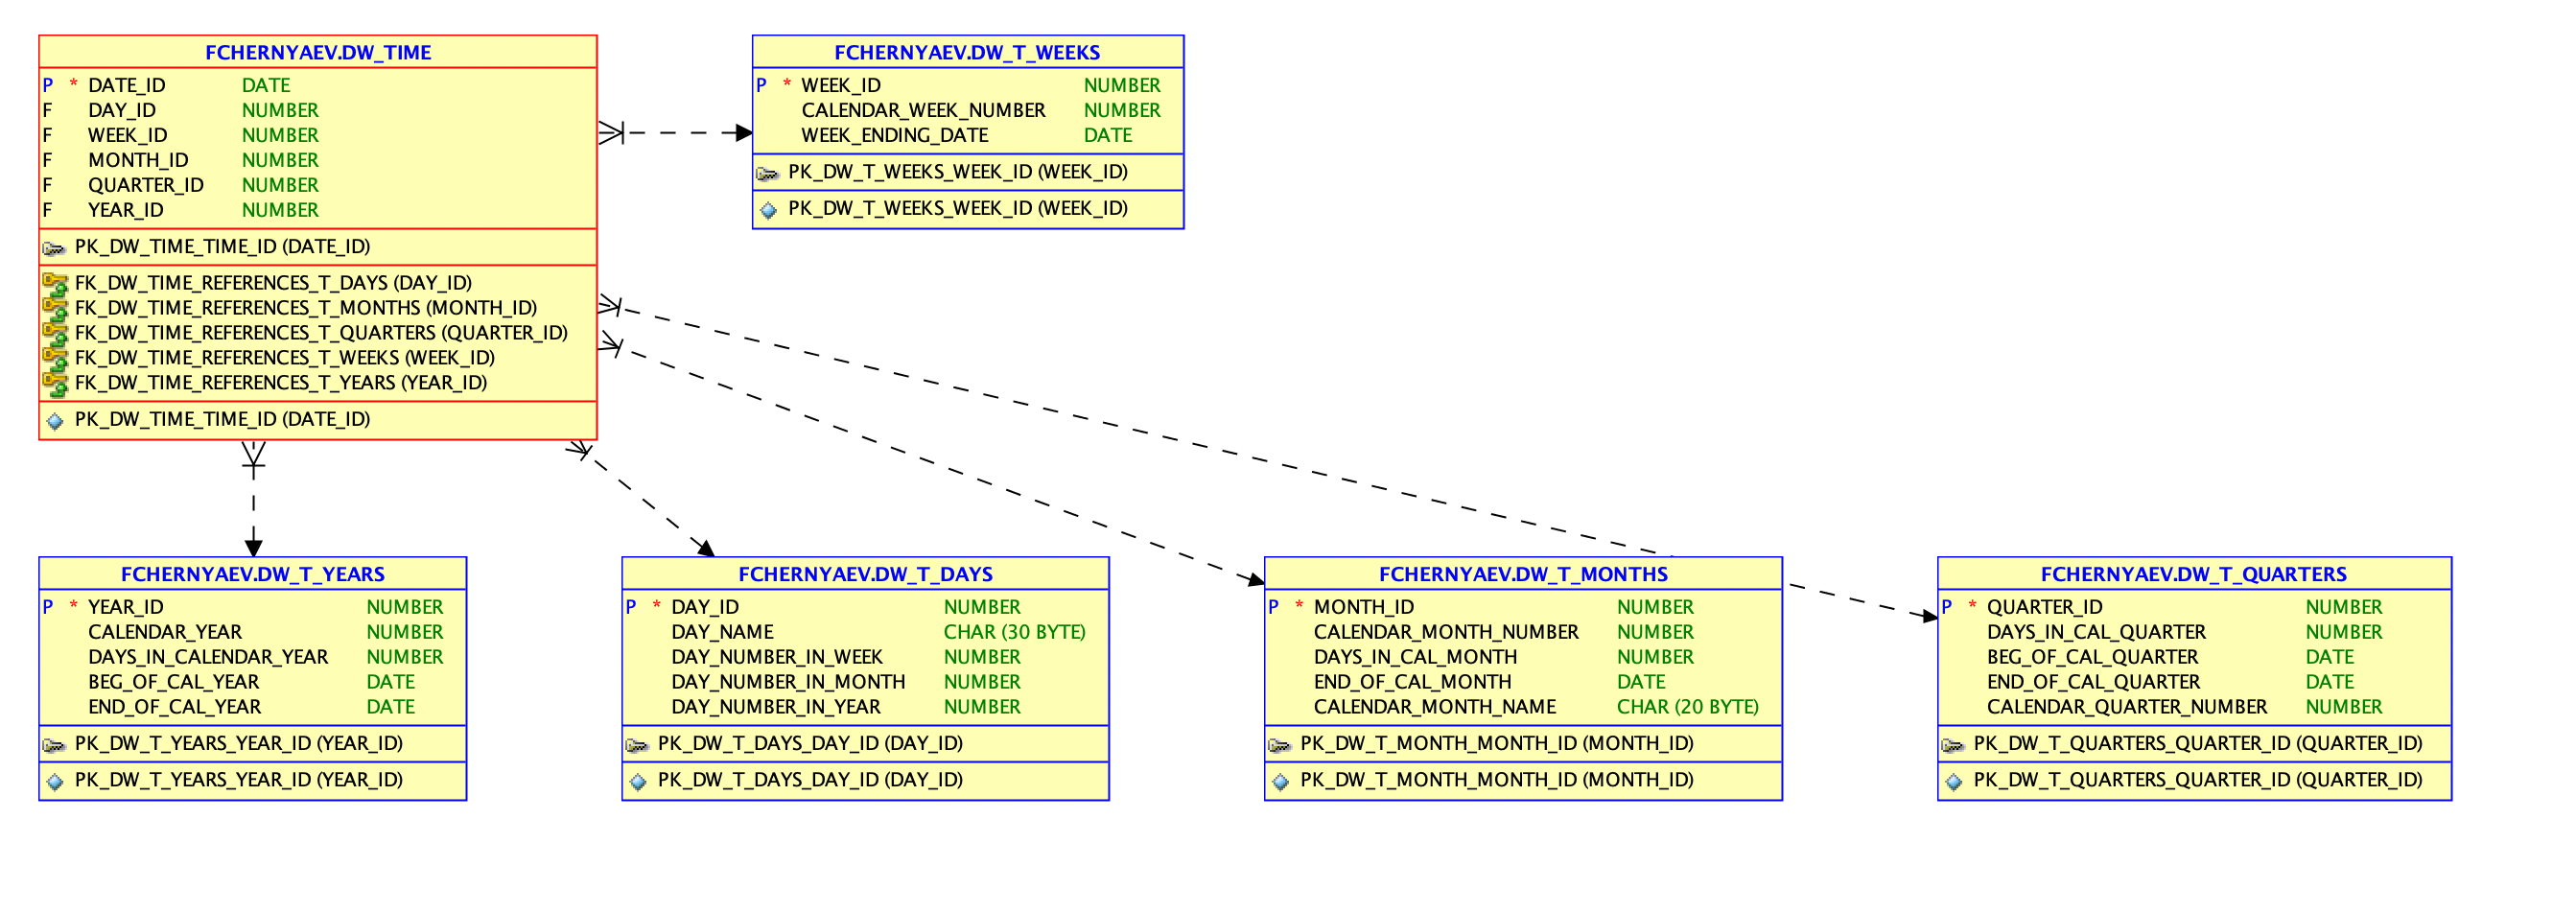 FCHERNYAEV.DW_TIME
P * DATE_ID DATE
F DAY_ID NUMBER
F WEEK_ID NUMBER
F MONTH_ID NUMBER
F QUARTER_ID NUMBER
F YEAR_ID NUMBER
PK_DW_TIME_TIME_ID (DATE_ID)
FK_DW_TIME_REFERENCES_T_DAYS (DAY_ID)
FK_DW_TIME_REFERENCES_T_MONTHS (MONTH_ID)
FK_DW_TIME_REFERENCES_T_QUARTERS (QUARTER_ID)
FK_DW_TIME_REFERENCES_T_WEEKS (WEEK_ID)
FK_DW_TIME_REFERENCES_T_YEARS (YEAR_ID)
PK_DW_TIME_TIME_ID (DATE_ID)
FCHERNYAEV.DW_T_WEEKS
P * WEEK_ID NUMBER
CALENDAR_WEEK_NUMBER NUMBER
WEEK_ENDING_DATE DATE
PK_DW_T_WEEKS_WEEK_ID (WEEK_ID)
PK_DW_T_WEEKS_WEEK_ID (WEEK_ID)
FCHERNYAEV.DW_T_YEARS
P * YEAR_ID NUMBER
CALENDAR_YEAR NUMBER
DAYS_IN_CALENDAR_YEAR NUMBER
BEG_OF_CAL_YEAR DATE
END_OF_CAL_YEAR DATE
PK_DW_T_YEARS_YEAR_ID (YEAR_ID)
PK_DW_T_YEARS_YEAR_ID (YEAR_ID)
FCHERNYAEV.DW_T_DAYS
P * DAY_ID NUMBER
DAY_NAME CHAR (30 BYTE)
DAY_NUMBER_IN_WEEK NUMBER
DAY_NUMBER_IN_MONTH NUMBER
DAY_NUMBER_IN_YEAR NUMBER
PK_DW_T_DAYS_DAY_ID (DAY_ID)
PK_DW_T_DAYS_DAY_ID (DAY_ID)
FCHERNYAEV.DW_T_MONTHS
P * MONTH_ID NUMBER
CALENDAR_MONTH_NUMBER NUMBER
DAYS_IN_CAL_MONTH NUMBER
END_OF_CAL_MONTH DATE
CALENDAR_MONTH_NAME CHAR (20 BYTE)
PK_DW_T_MONTH_MONTH_ID (MONTH_ID)
PK_DW_T_MONTH_MONTH_ID (MONTH_ID)
FCHERNYAEV.DW_T_QUARTERS
P * QUARTER_ID NUMBER
DAYS_IN_CAL_QUARTER NUMBER
BEG_OF_CAL_QUARTER DATE
END_OF_CAL_QUARTER DATE
CALENDAR_QUARTER_NUMBER NUMBER
PK_DW_T_QUARTERS_QUARTER_ID (QUARTER_ID)
PK_DW_T_QUARTERS_QUARTER_ID (QUARTER_ID)